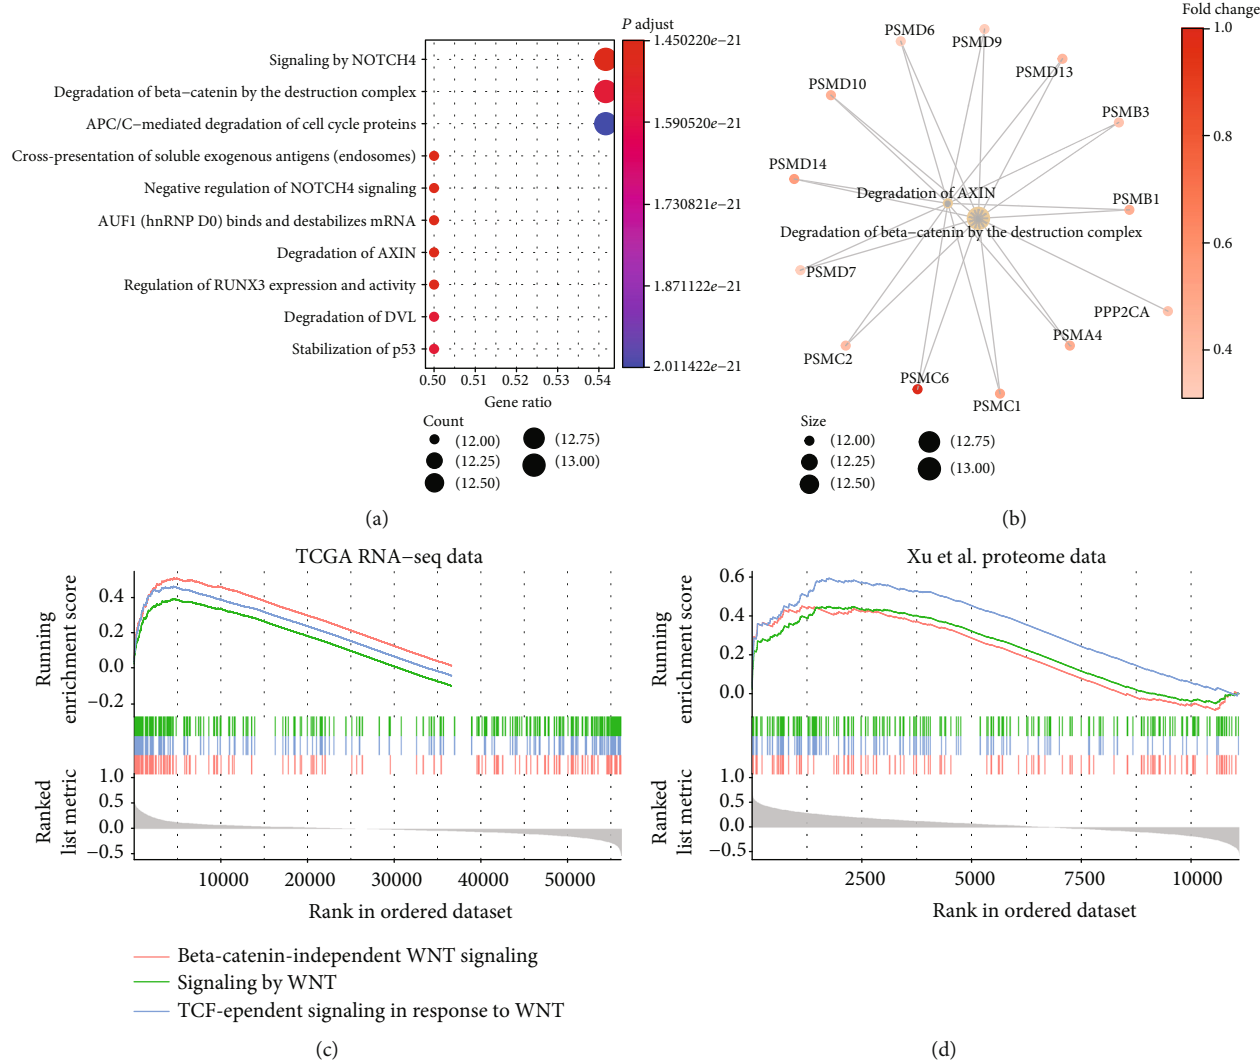 P adjust
Signaling by NOTCH4
Degradation of beta−catenin by the destruction complex
APC/C−mediated degradation of cell cycle proteins
Cross−presentation of soluble exogenous antigens (endosomes)
Negative regulation of NOTCH4 signaling
AUF1 (hnRNP D0) binds and destabilizes mRNA
Degradation of AXIN
Regulation of RUNX3 expression and activity
Degradation of DVL
Stabilization of p53
1.450220e−21
1.590520e−21
1.730821e−21
1.871122e−21
2.011422e−21
0.50 0.51 0.52 0.53 0.54
Gene ratio
Count
(12.00) (12.75)
(12.25) (13.00)
(12.50)
(a)
Fold change
PSMD6
PSMD9
PSMD13
PSMD10
PSMB3
PSMD14
Degradation of AXIN
PSMB1
Degradation of beta−catenin by the destruction complex
PSMD7
PPP2CA
PSMA4
PSMC2
PSMC6
PSMC1
1.0
0.8
0.6
0.4
Size
(12.00) (12.75)
(12.25) (13.00)
(12.50)
(b)
TCGA RNA−seq data
Running
enrichment score
0.4
0.2
0.0
−0.2
Ranked
list metric
1.0
0.5
0.0
−0.5
10000 20000 30000 40000 50000
Rank in ordered dataset
Beta-catenin-independent WNT signaling
Signaling by WNT
TCF-ependent signaling in response to WNT
(c)
Xu et al. proteome data
Running
enrichment score
0.6
0.4
0.2
0.0
Ranked
list metric
1.0
0.5
0.0
−0.5
2500 5000 7500 10000
Rank in ordered dataset
(d)